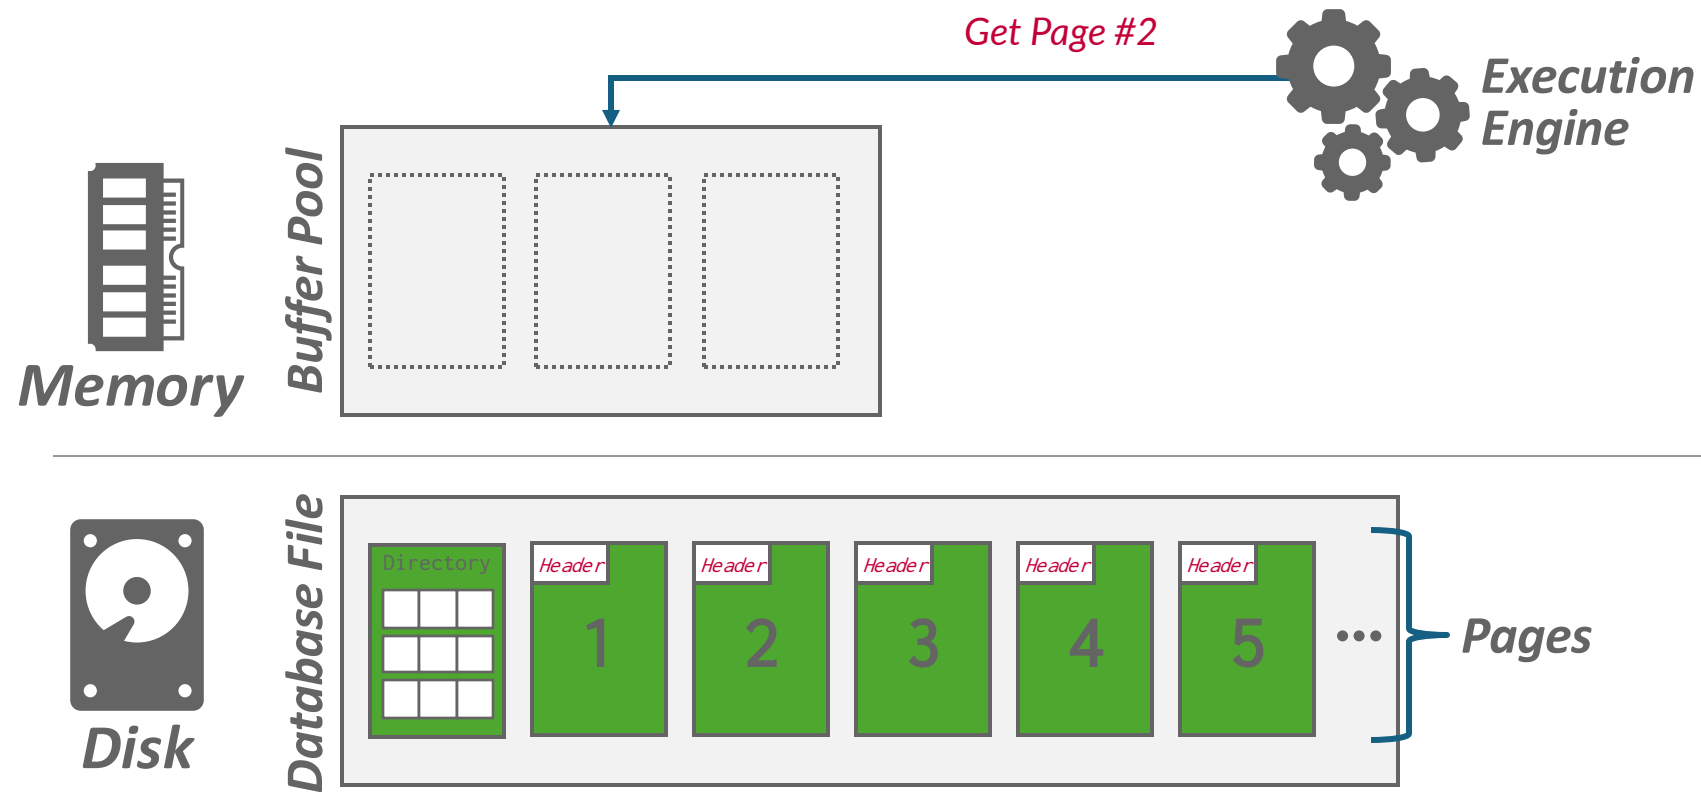 Get Page #2
Execution
Engine
Buffer Pool
Memory
Database File
Directory
Header
1
Header
2
Header
3
Header
4
Header
5
•••
Pages
Disk